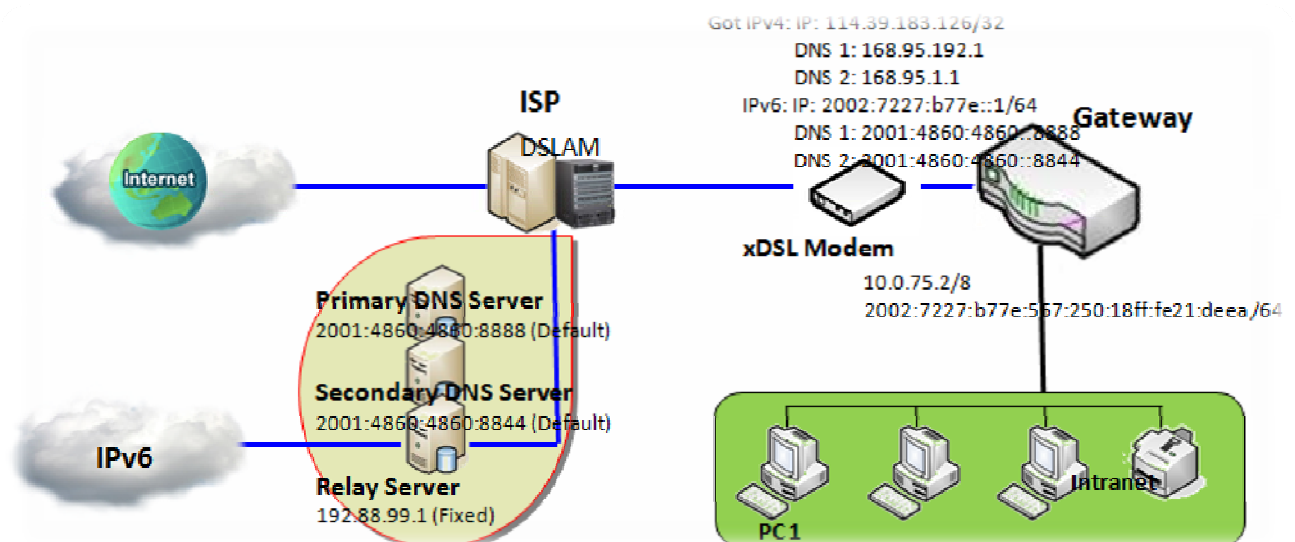 Got IPv4: IP: 114.39.183.126/32
DNS 1: 168.95.192.1
DNS 2: 168.95.1.1
IPv6: IP: 2002:7227:b77e::1/64
DNS 1: 2001:4860:4860::8888
DNS 2: 2001:4860:4860::8844
ISP
DSLAM
Gateway
Internet
xDSL Modem
10.0.75.2/8
2002:7227:b77e:567:250:18ff:fe21:deea/64
Primary DNS Server
2001:4860:4860:8888 (Default)
Secondary DNS Server
2001:4860:4860:8844 (Default)
IPv6
Relay Server
192.88.99.1 (Fixed)
Intranet
PC1